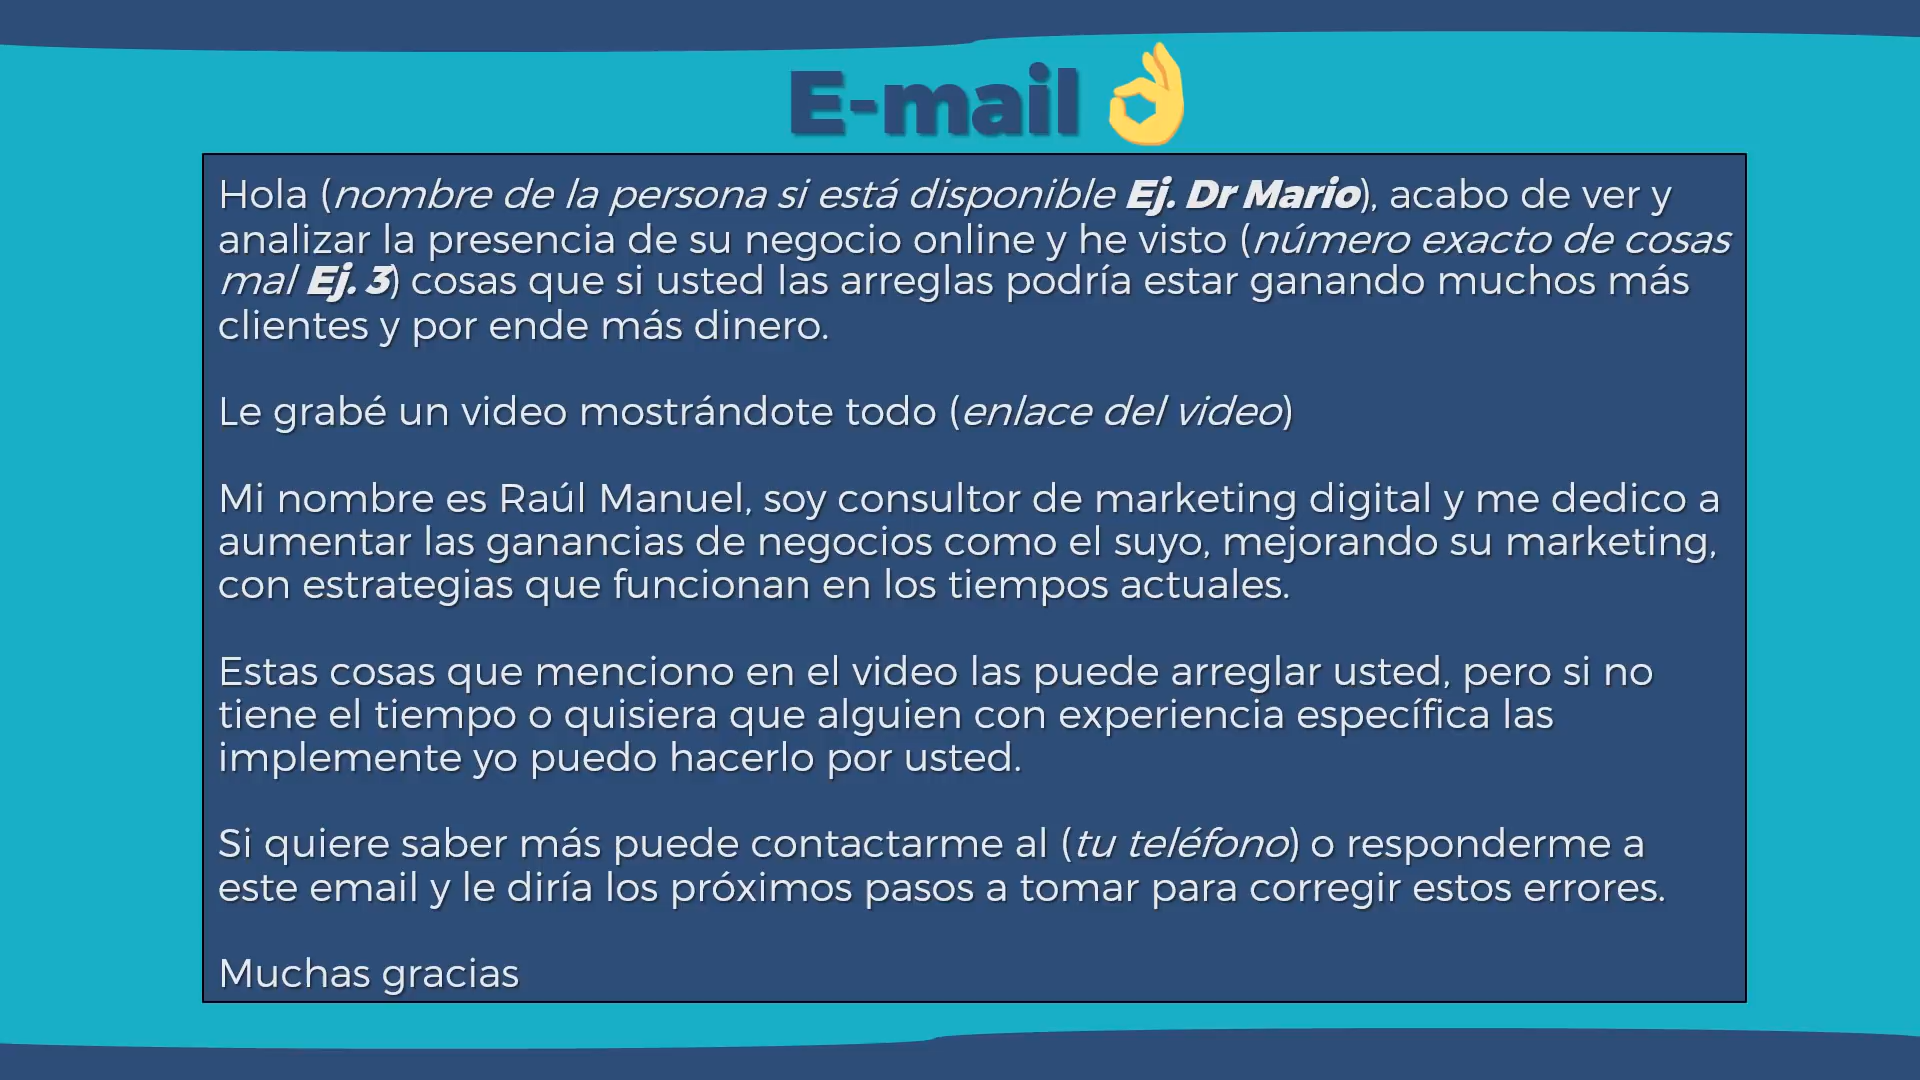 E-mail 👌
Hola (nombre de la persona si está disponible Ej. Dr Mario), acabo de ver y
analizar la presencia de su negocio online y he visto (número exacto de cosas
mal Ej. 3) cosas que si usted las arreglas podría estar ganando muchos más
clientes y por ende más dinero.
Le grabé un video mostrándote todo (enlace del video)
Mi nombre es Raúl Manuel, soy consultor de marketing digital y me dedico a
aumentar las ganancias de negocios como el suyo, mejorando su marketing,
con estrategias que funcionan en los tiempos actuales.
Estas cosas que menciono en el video las puede arreglar usted, pero si no
tiene el tiempo o quisiera que alguien con experiencia específica las
implemente yo puedo hacerlo por usted.
Si quiere saber más puede contactarme al (tu teléfono) o responderme a
este email y le diría los próximos pasos a tomar para corregir estos errores.
Muchas gracias